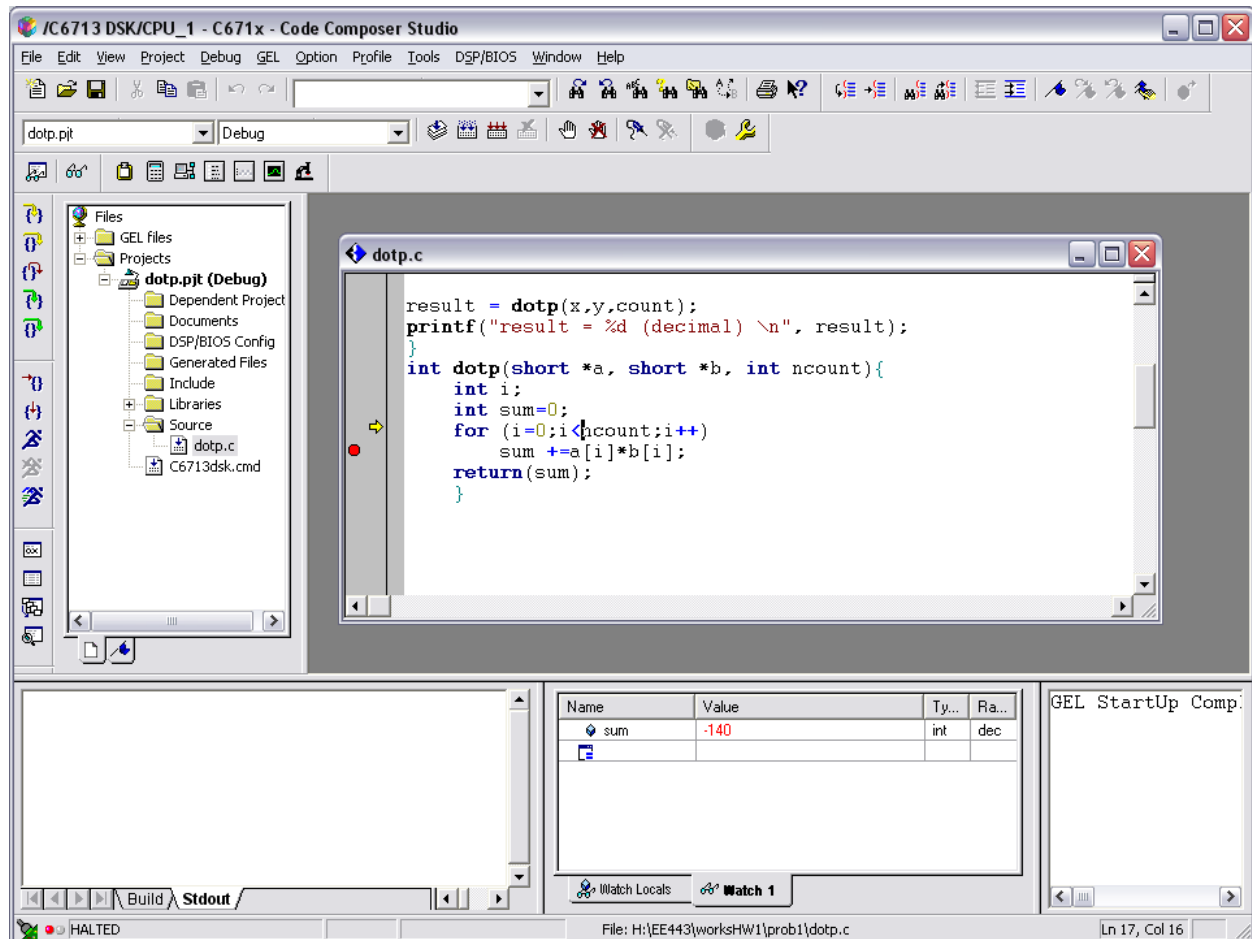 /C6713 DSK/CPU_1 - C671x - Code Composer Studio
File Edit View Project Debug GEL Option Profile Tools DSP/BIOS Window Help
dotp.pjt Debug
Files
GEL files
Projects
dotp.pjt (Debug)
Dependent Project
Documents
DSP/BIOS Config
Generated Files
Include
Libraries
Source
dotp.c
C6713dsk.cmd
dotp.c
result = dotp(x,y,count);
printf("result = %d (decimal) \n", result);
}
int dotp(short *a, short *b, int ncount){
int i;
int sum=0;
for (i=0;i<ncount;i++)
sum +=a[i]*b[i];
return(sum);
}
Build Stdout
Name Value Ty... Ra...
sum -140 int dec
Watch Locals Watch 1
GEL StartUp Comp
HALTED
File: H:\EE443\worksHW1\prob1\dotp.c
Ln 17, Col 16